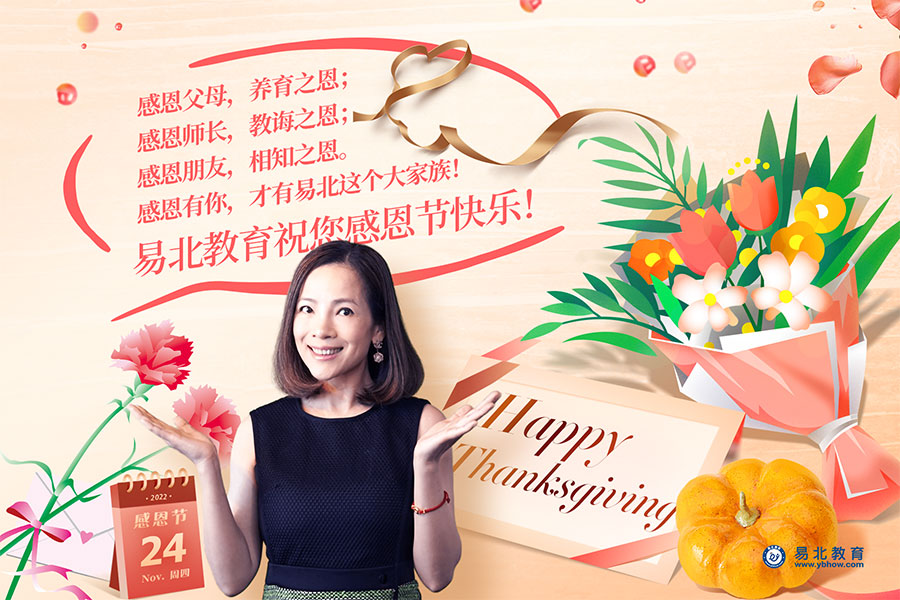 感恩父母，养育之恩；
感恩师长，教诲之恩；
感恩朋友，相知之恩。
感恩有你，才有易北这个大家族！
易北教育祝您感恩节快乐！
Happy
Thanksgiving
·2022·
感恩节
24
Nov. 周四
易北教育
www.ybhow.com